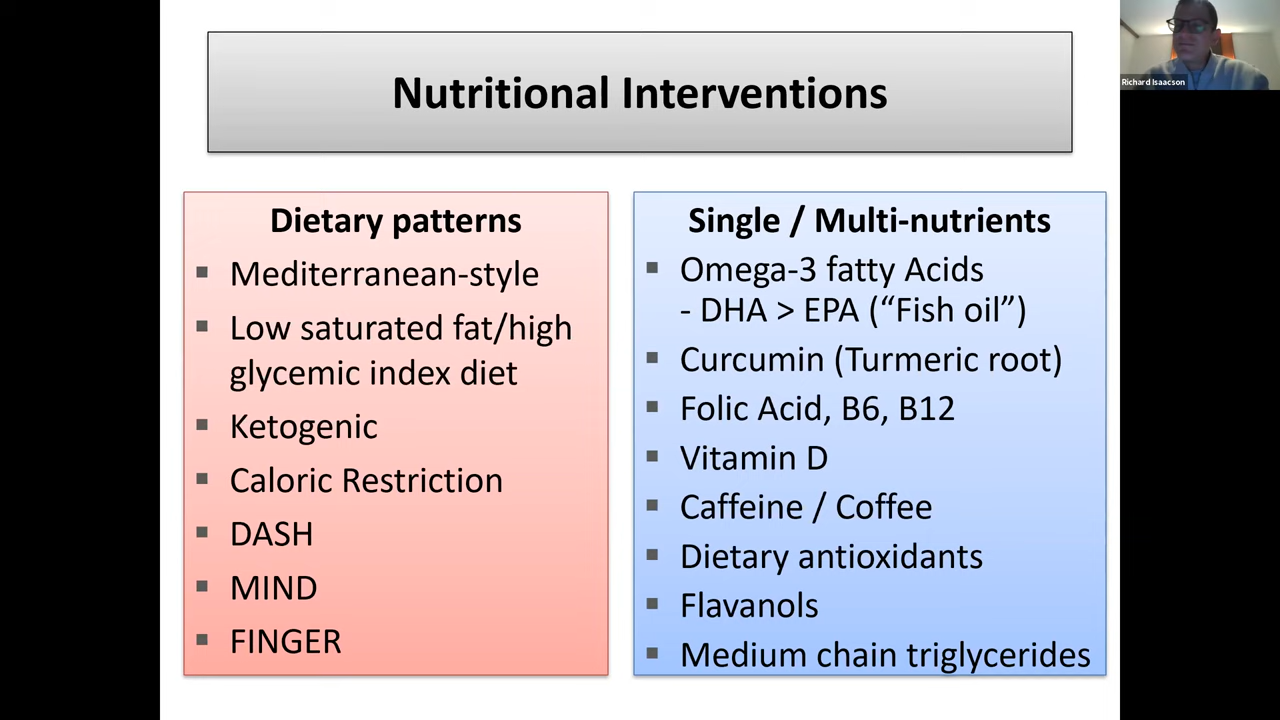 Nutritional Interventions
Richard Isaacson
Dietary patterns
▪ Mediterranean-style
▪ Low saturated fat/high
glycemic index diet
▪ Ketogenic
▪ Caloric Restriction
▪ DASH
▪ MIND
▪ FINGER
Single / Multi-nutrients
▪ Omega-3 fatty Acids
- DHA > EPA (“Fish oil”)
▪ Curcumin (Turmeric root)
▪ Folic Acid, B6, B12
▪ Vitamin D
▪ Caffeine / Coffee
▪ Dietary antioxidants
▪ Flavanols
▪ Medium chain triglycerides